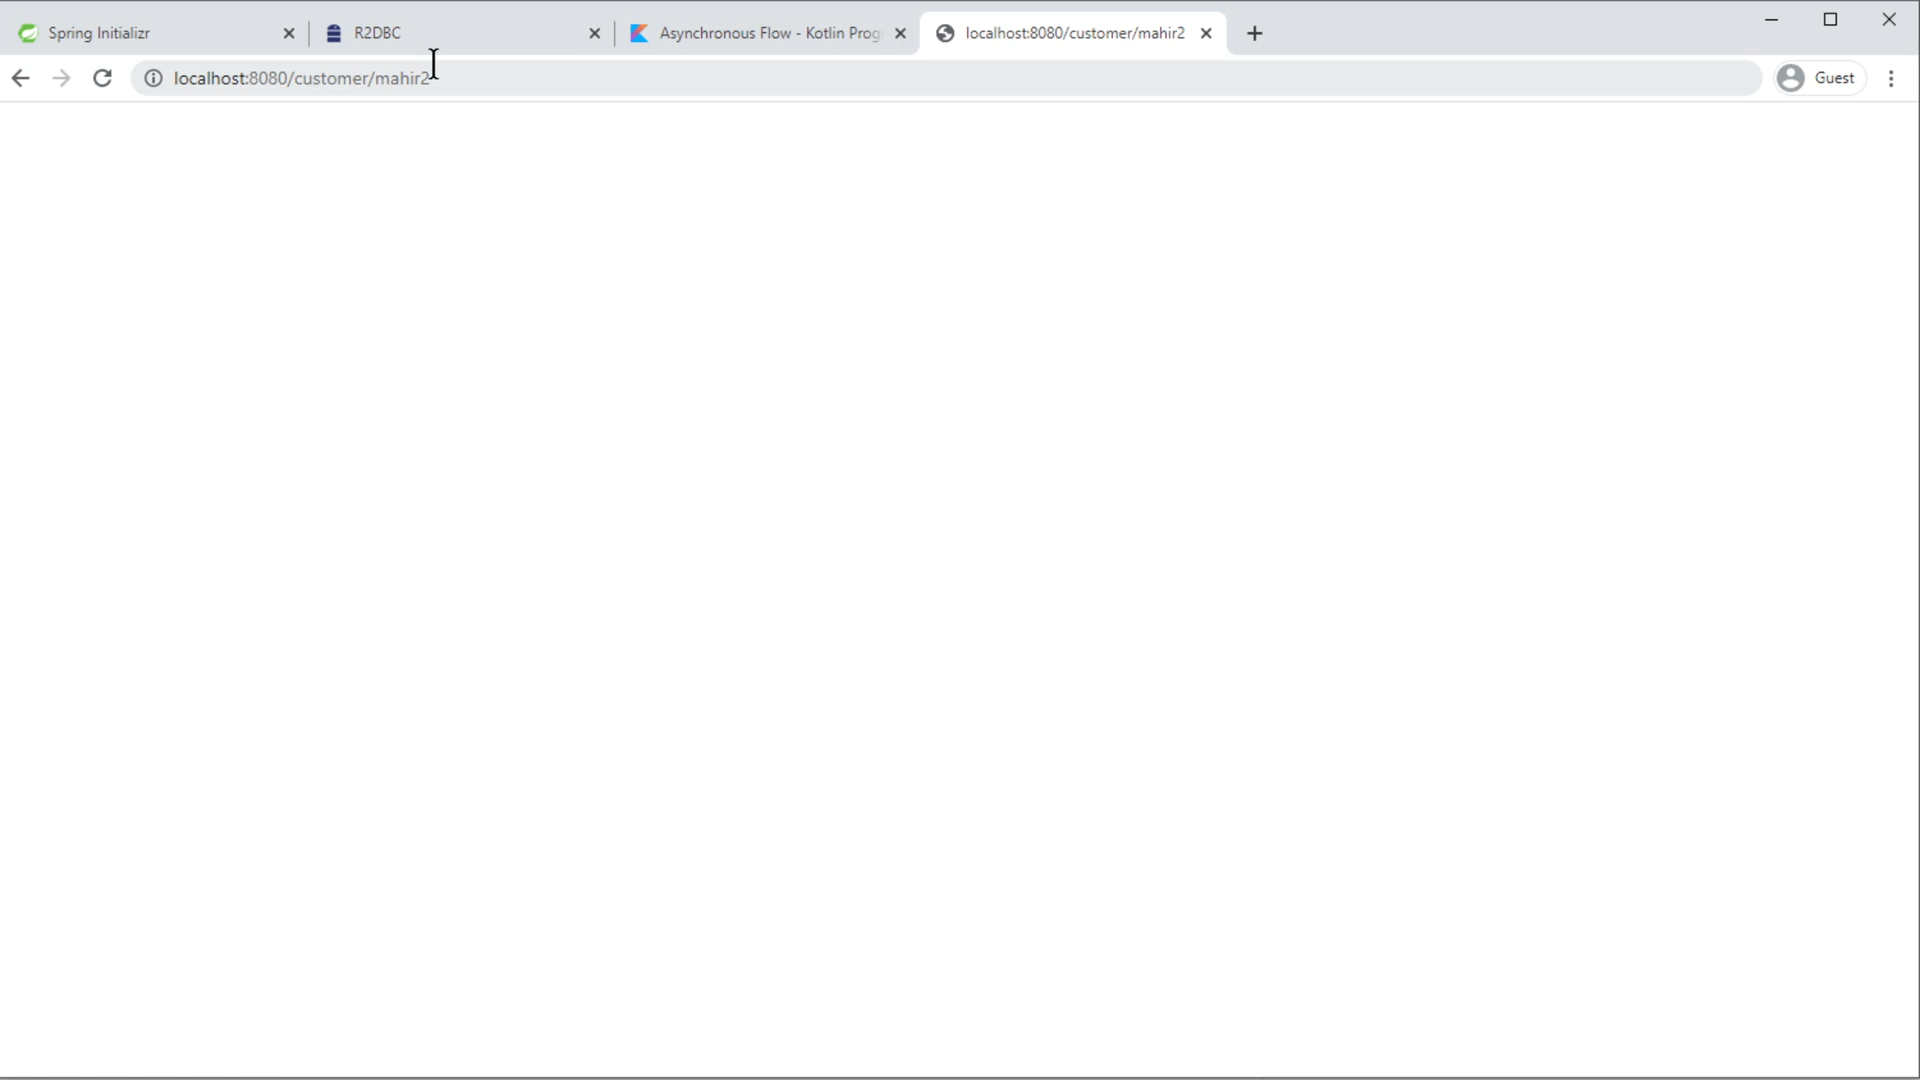 Spring Initializr
R2DBC
Asynchronous Flow - Kotlin Prog
localhost:8080/customer/mahir2
localhost:8080/customer/mahir2
Guest